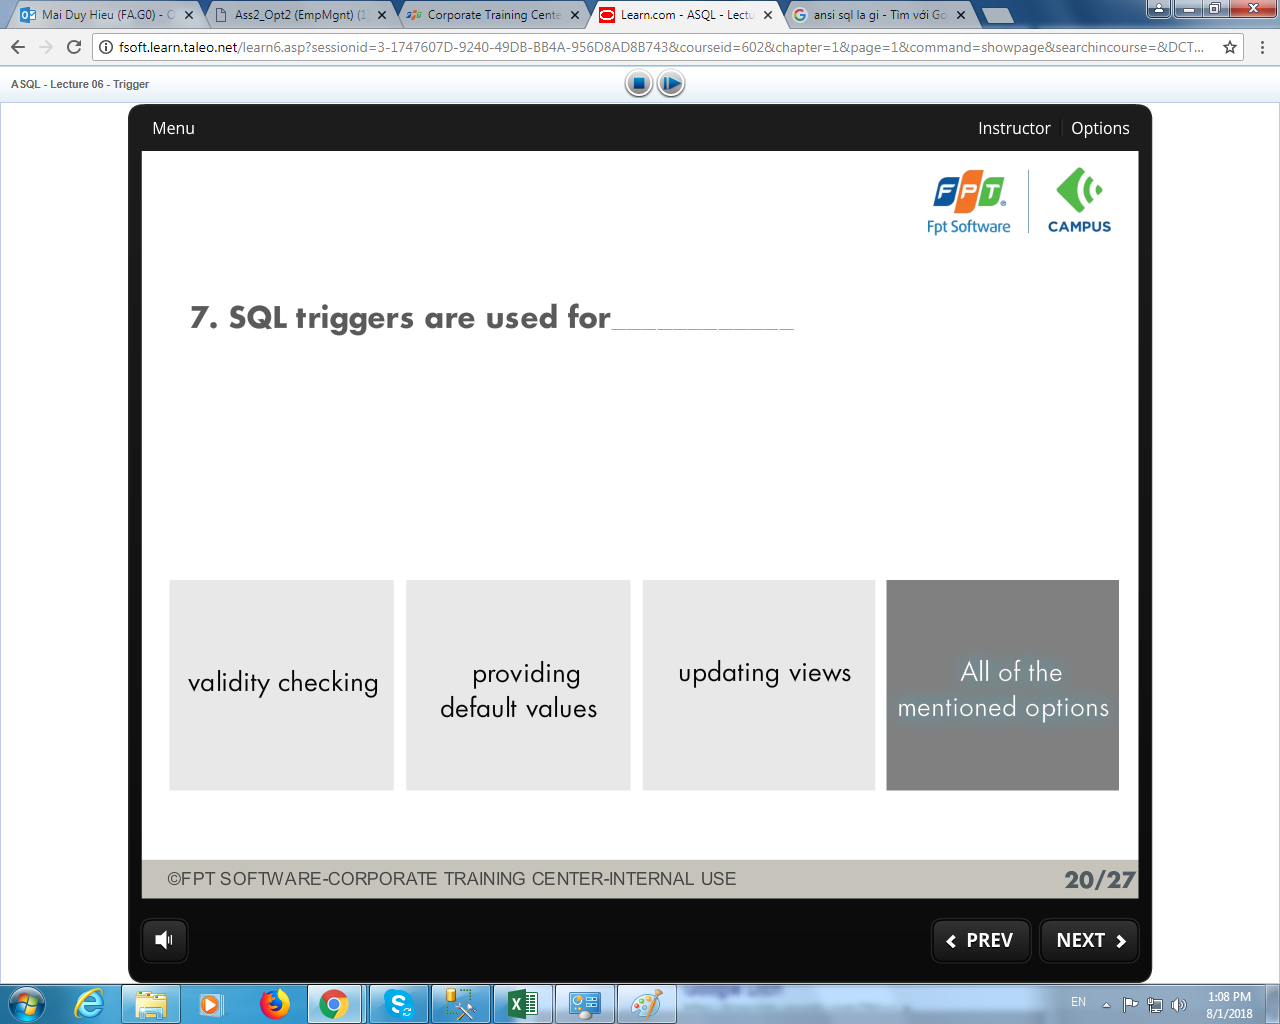 Mai Duy Hieu (FA.G0) - O
Ass2_Opt2 (EmpMgnt) (1
Corporate Training Cente
Learn.com - ASQL - Lectu
ansi sql la gi - Tìm với Go
fsoft.learn.taleo.net/learn6.asp?sessionid=3-1747607D-9240-49DB-BB4A-956D8AD8B743&courseid=602&chapter=1&page=1&command=showpage&searchincourse=&DCT...
ASQL - Lecture 06 - Trigger
Menu
Instructor
Options
FPT
Fpt Software
CAMPUS
7. SQL triggers are used for____________
validity checking
providing
default values
updating views
All of the
mentioned options
©FPT SOFTWARE-CORPORATE TRAINING CENTER-INTERNAL USE
20/27
PREV
NEXT
EN
1:08 PM
8/1/2018